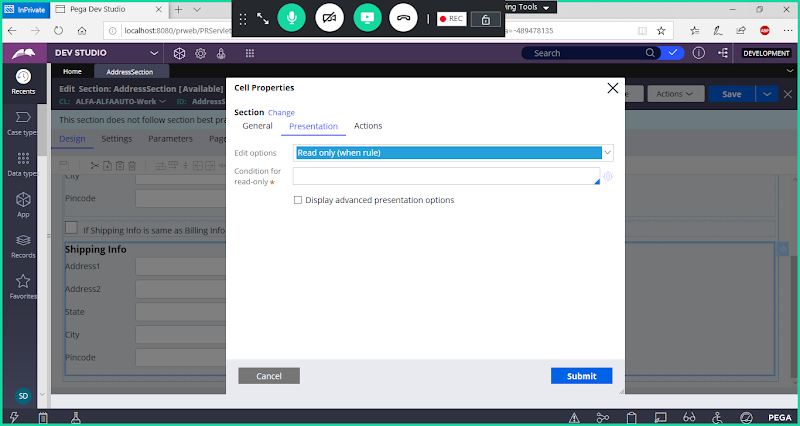 InPrivate
Pega Dev Studio
localhost:8080/prweb/PRServlet
REC
Tools
=-489478135
DEV STUDIO
Search
DEVELOPMENT
Recents
Case types
Data types
App
Records
Favorites
SD
Home
AddressSection
Edit Section: AddressSection [Available]
CL: ALFA-ALFAAUTO-Work
ID: AddressS
Actions
Save
This section does not follow section best pra
Design
Settings
Parameters
Page
City
Pincode
If Shipping Info is same as Billing Info
Shipping Info
Address1
Address2
State
City
Pincode
Cell Properties
Section Change
General
Presentation
Actions
Edit options
Read only (when rule)
Condition for
read-only ★
Display advanced presentation options
Cancel
Submit
PEGA